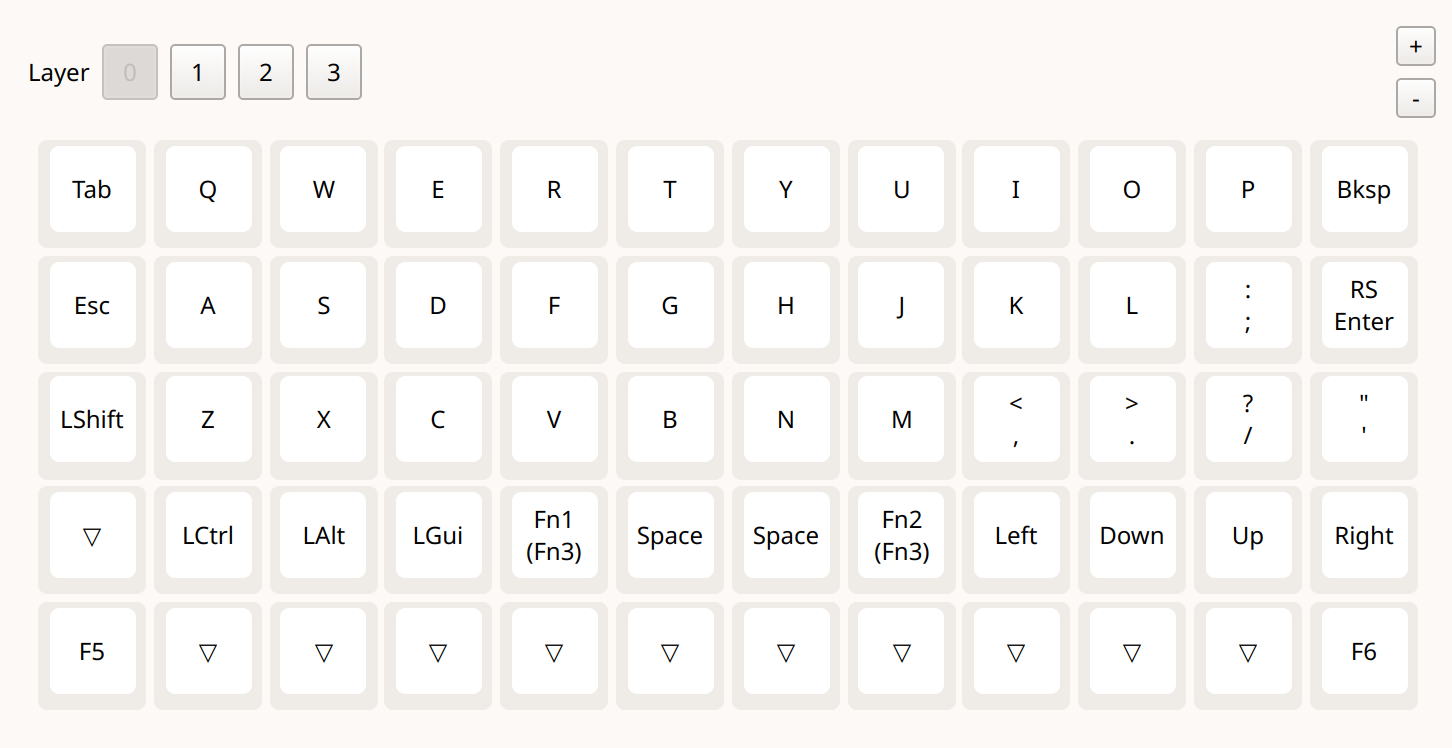 Layer 0 1 2 3
+
-
Tab Q W E R T Y U I O P Bksp
Esc A S D F G H J K L : ; RS Enter
LShift Z X C V B N M < , > . ? / " '
▽ LCtrl LAlt LGui Fn1 (Fn3) Space Space Fn2 (Fn3) Left Down Up Right
F5 ▽ ▽ ▽ ▽ ▽ ▽ ▽ ▽ ▽ ▽ F6